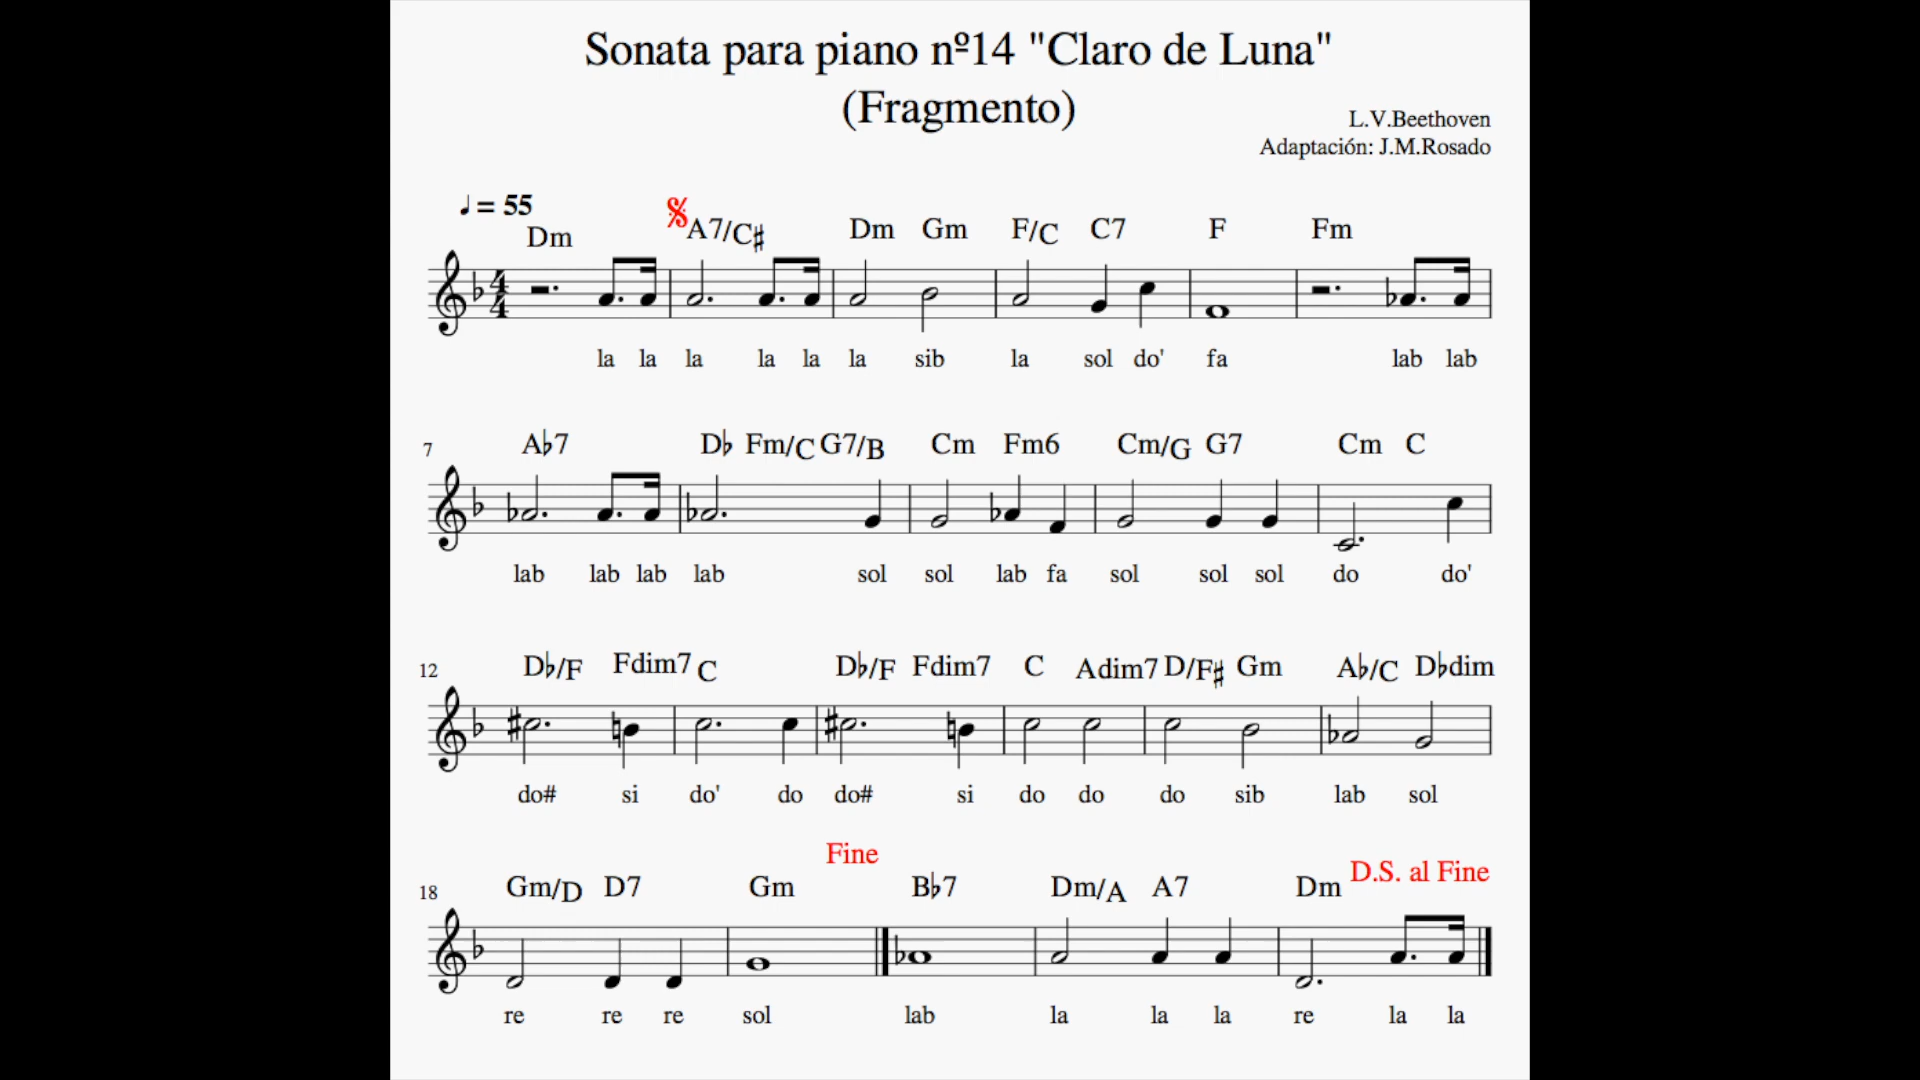 Sonata para piano nº14 "Claro de Luna"
(Fragmento)
L.V.Beethoven
Adaptación: J.M.Rosado
♩ = 55
Dm A7/C♯ Dm Gm F/C C7 F Fm
4/4
la la la la la la sib la sol do' fa lab lab
7
A♭7 D♭ Fm/C G7/B Cm Fm6 Cm/G G7 Cm C
lab lab lab lab sol sol lab fa sol sol sol do do'
12
D♭/F Fdim7 C D♭/F Fdim7 C Adim7 D/F♯ Gm A♭/C D♭dim
do# si do' do do# si do do do sib lab sol
Fine
D.S. al Fine
18
Gm/D D7 Gm B♭7 Dm/A A7 Dm
re re re sol lab la la la re la la